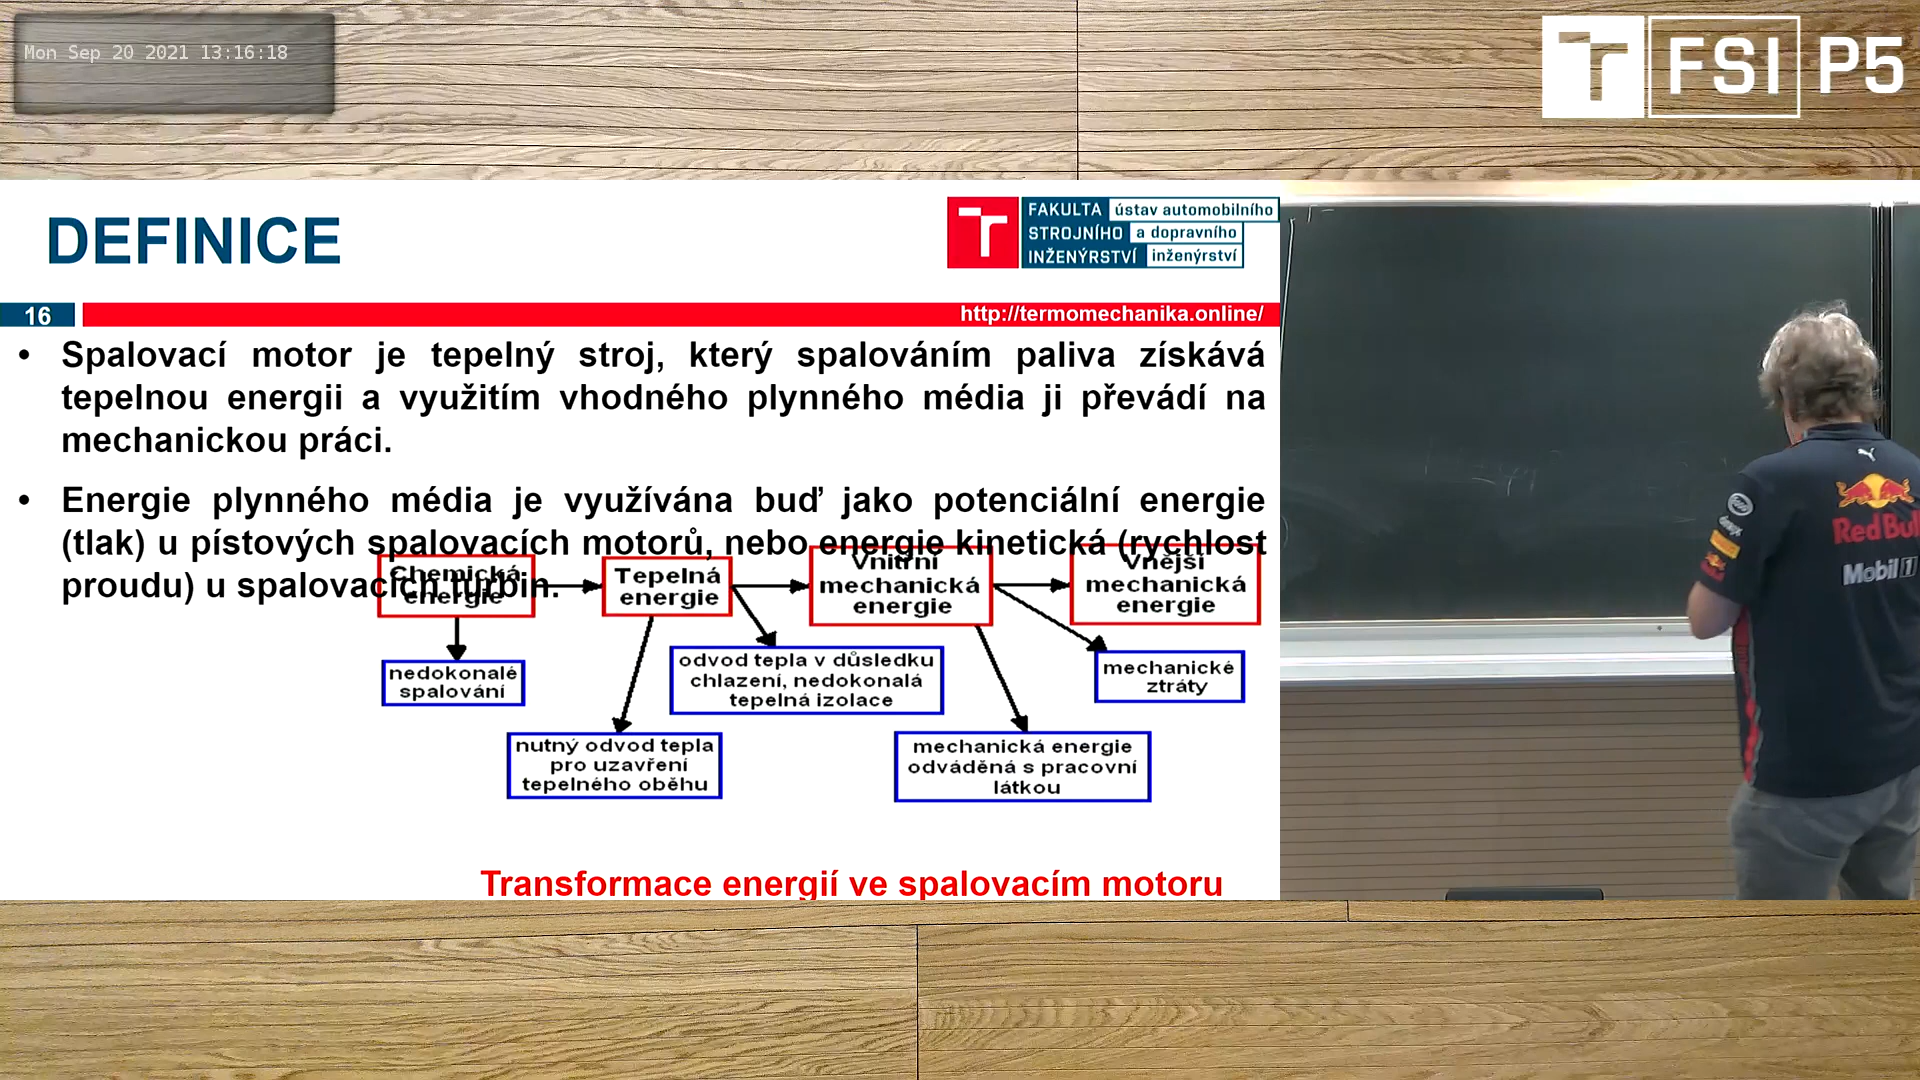 Mon Sep 20 2021 13:16:18
FSI P5
DEFINICE
FAKULTA ústav automobilního
STROJNÍHO a dopravního
INŽENÝRSTVÍ inženýrství
16
http://termomechanika.online/
• Spalovací motor je tepelný stroj, který spalováním paliva získává
tepelnou energii a využitím vhodného plynného média ji převádí na
mechanickou práci.
• Energie plynného média je využívána buď jako potenciální energie
(tlak) u pístových spalovacích motorů, nebo energie kinetická (rychlost
proudu) u spalovacích turbin.
Chemická
energie
Tepelná
energie
Vnitřní
mechanická
energie
Vnější
mechanická
energie
nedokonalé
spalování
odvod tepla v důsledku
chlazení, nedokonalá
tepelná izolace
mechanické
ztráty
nutný odvod tepla
pro uzavření
tepelného oběhu
mechanická energie
odváděná s pracovní
látkou
Transformace energií ve spalovacím motoru
Red Bull
Mobil 1